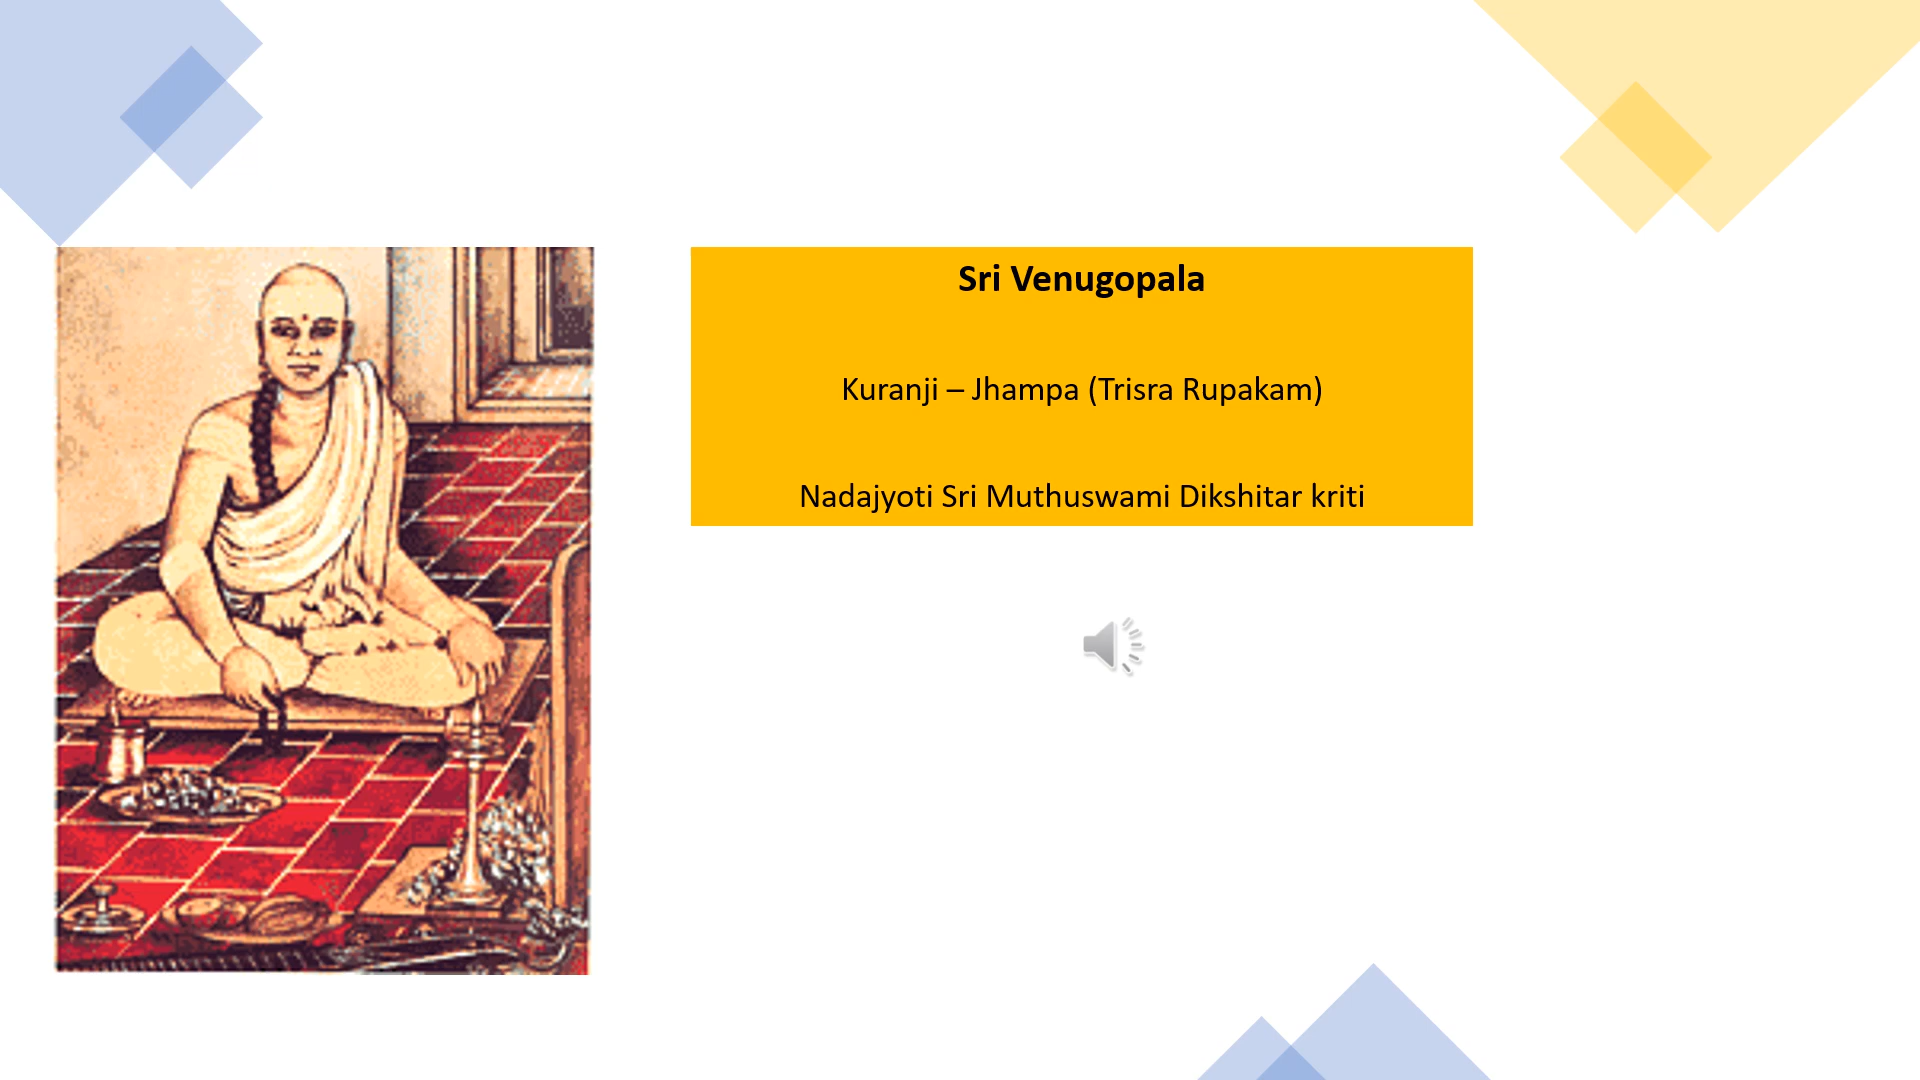 Sri Venugopala
Kuranji – Jhampa (Trisra Rupakam)
Nadajyoti Sri Muthuswami Dikshitar kriti